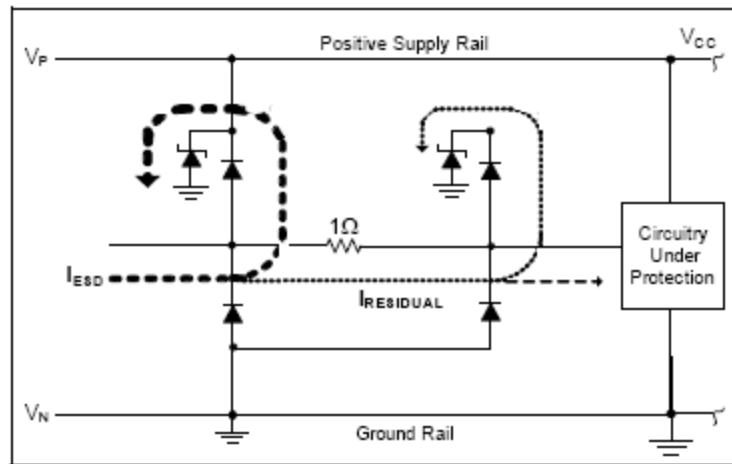 Positive Supply Rail
VP
VCC
1Ω
Circuitry
Under
Protection
IESD
IRESIDUAL
VN
Ground Rail